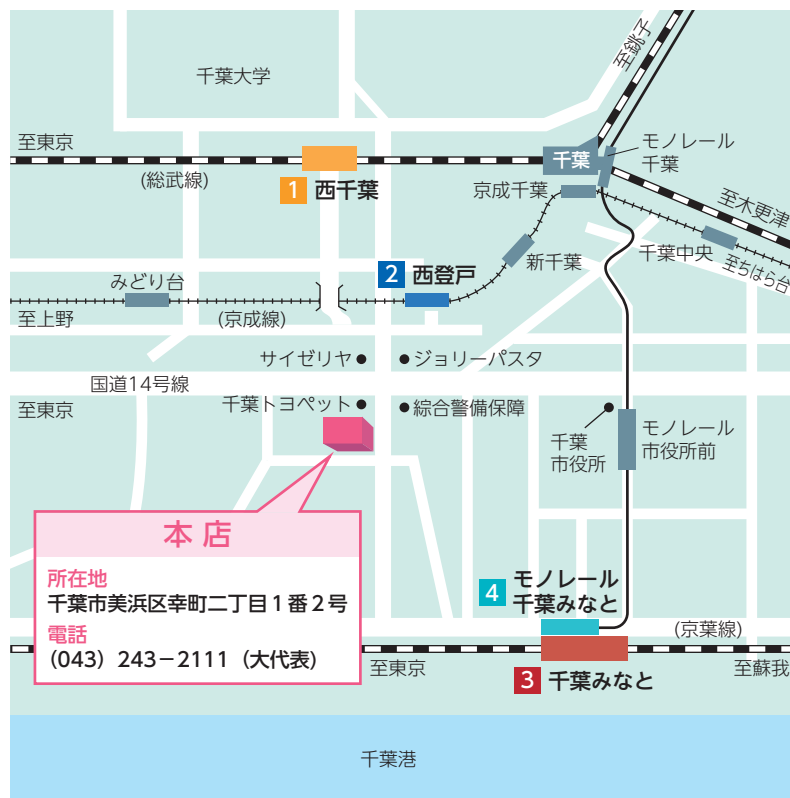 千葉大学
至銚子
至東京
千葉
モノレール
千葉
(総武線)
1 西千葉
京成千葉
至木更津
2 西登戸
新千葉
千葉中央
至ちはら台
みどり台
至上野
(京成線)
サイゼリヤ
ジョリーパスタ
国道14号線
至東京
千葉トヨペット
綜合警備保障
千葉
市役所
モノレール
市役所前
本店
所在地
千葉市美浜区幸町二丁目1番2号
電話
(043) 243-2111 (大代表)
4 モノレール
千葉みなと
(京葉線)
至東京
至蘇我
3 千葉みなと
千葉港